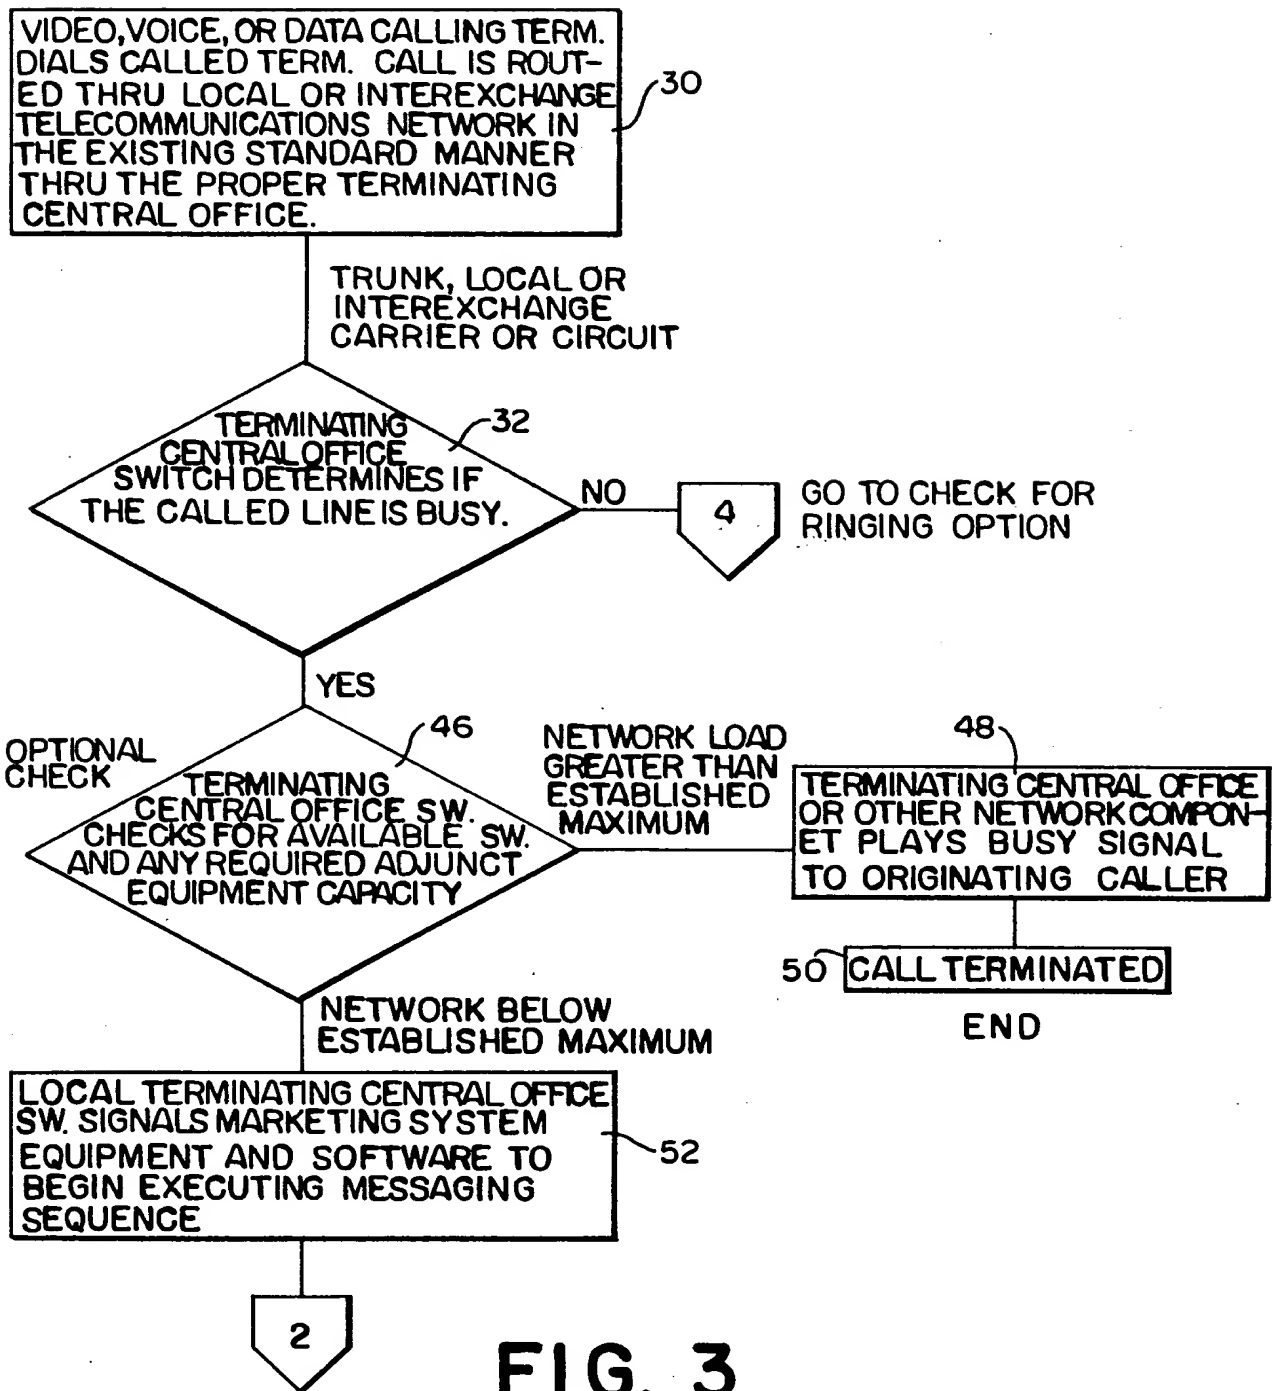 VIDEO, VOICE, OR DATA CALLING TERM.
DIALS CALLED TERM. CALL IS ROUT-
ED THRU LOCAL OR INTEREXCHANGE
TELECOMMUNICATIONS NETWORK IN
THE EXISTING STANDARD MANNER
THRU THE PROPER TERMINATING
CENTRAL OFFICE.
30
TRUNK, LOCAL OR
INTEREXCHANGE
CARRIER OR CIRCUIT
TERMINATING
CENTRAL OFFICE
SWITCH DETERMINES IF
THE CALLED LINE IS BUSY.
32
NO
4
GO TO CHECK FOR
RINGING OPTION
YES
OPTIONAL
CHECK
46
TERMINATING
CENTRAL OFFICE SW.
CHECKS FOR AVAILABLE SW.
AND ANY REQUIRED ADJUNCT
EQUIPMENT CAPACITY
NETWORK LOAD
GREATER THAN
ESTABLISHED
MAXIMUM
48
TERMINATING CENTRAL OFFICE
OR OTHER NETWORK COMPON-
ET PLAYS BUSY SIGNAL
TO ORIGINATING CALLER
50
CALL TERMINATED
END
NETWORK BELOW
ESTABLISHED MAXIMUM
LOCAL TERMINATING CENTRAL OFFICE
SW. SIGNALS MARKETING SYSTEM
EQUIPMENT AND SOFTWARE TO
BEGIN EXECUTING MESSAGING
SEQUENCE
52
2
FIG. 3